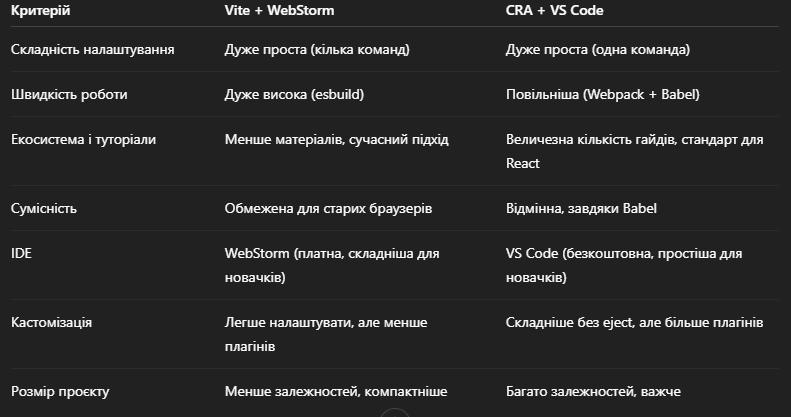 Критерій Vite + WebStorm CRA + VS Code
Складність налаштування Дуже проста (кілька команд) Дуже проста (одна команда)
Швидкість роботи Дуже висока (esbuild) Повільніша (Webpack + Babel)
Екосистема і туторіали Менше матеріалів, сучасний підхід Величезна кількість гайдів, стандарт для
React
Сумісність Обмежена для старих браузерів Відмінна, завдяки Babel
IDE WebStorm (платна, складніша для VS Code (безкоштовна, простіша для
новачків) новачків)
Кастомізація Легше налаштувати, але менше Складніше без eject, але більше плагінів
плагінів
Розмір проєкту Менше залежностей, компактніше Багато залежностей, важче